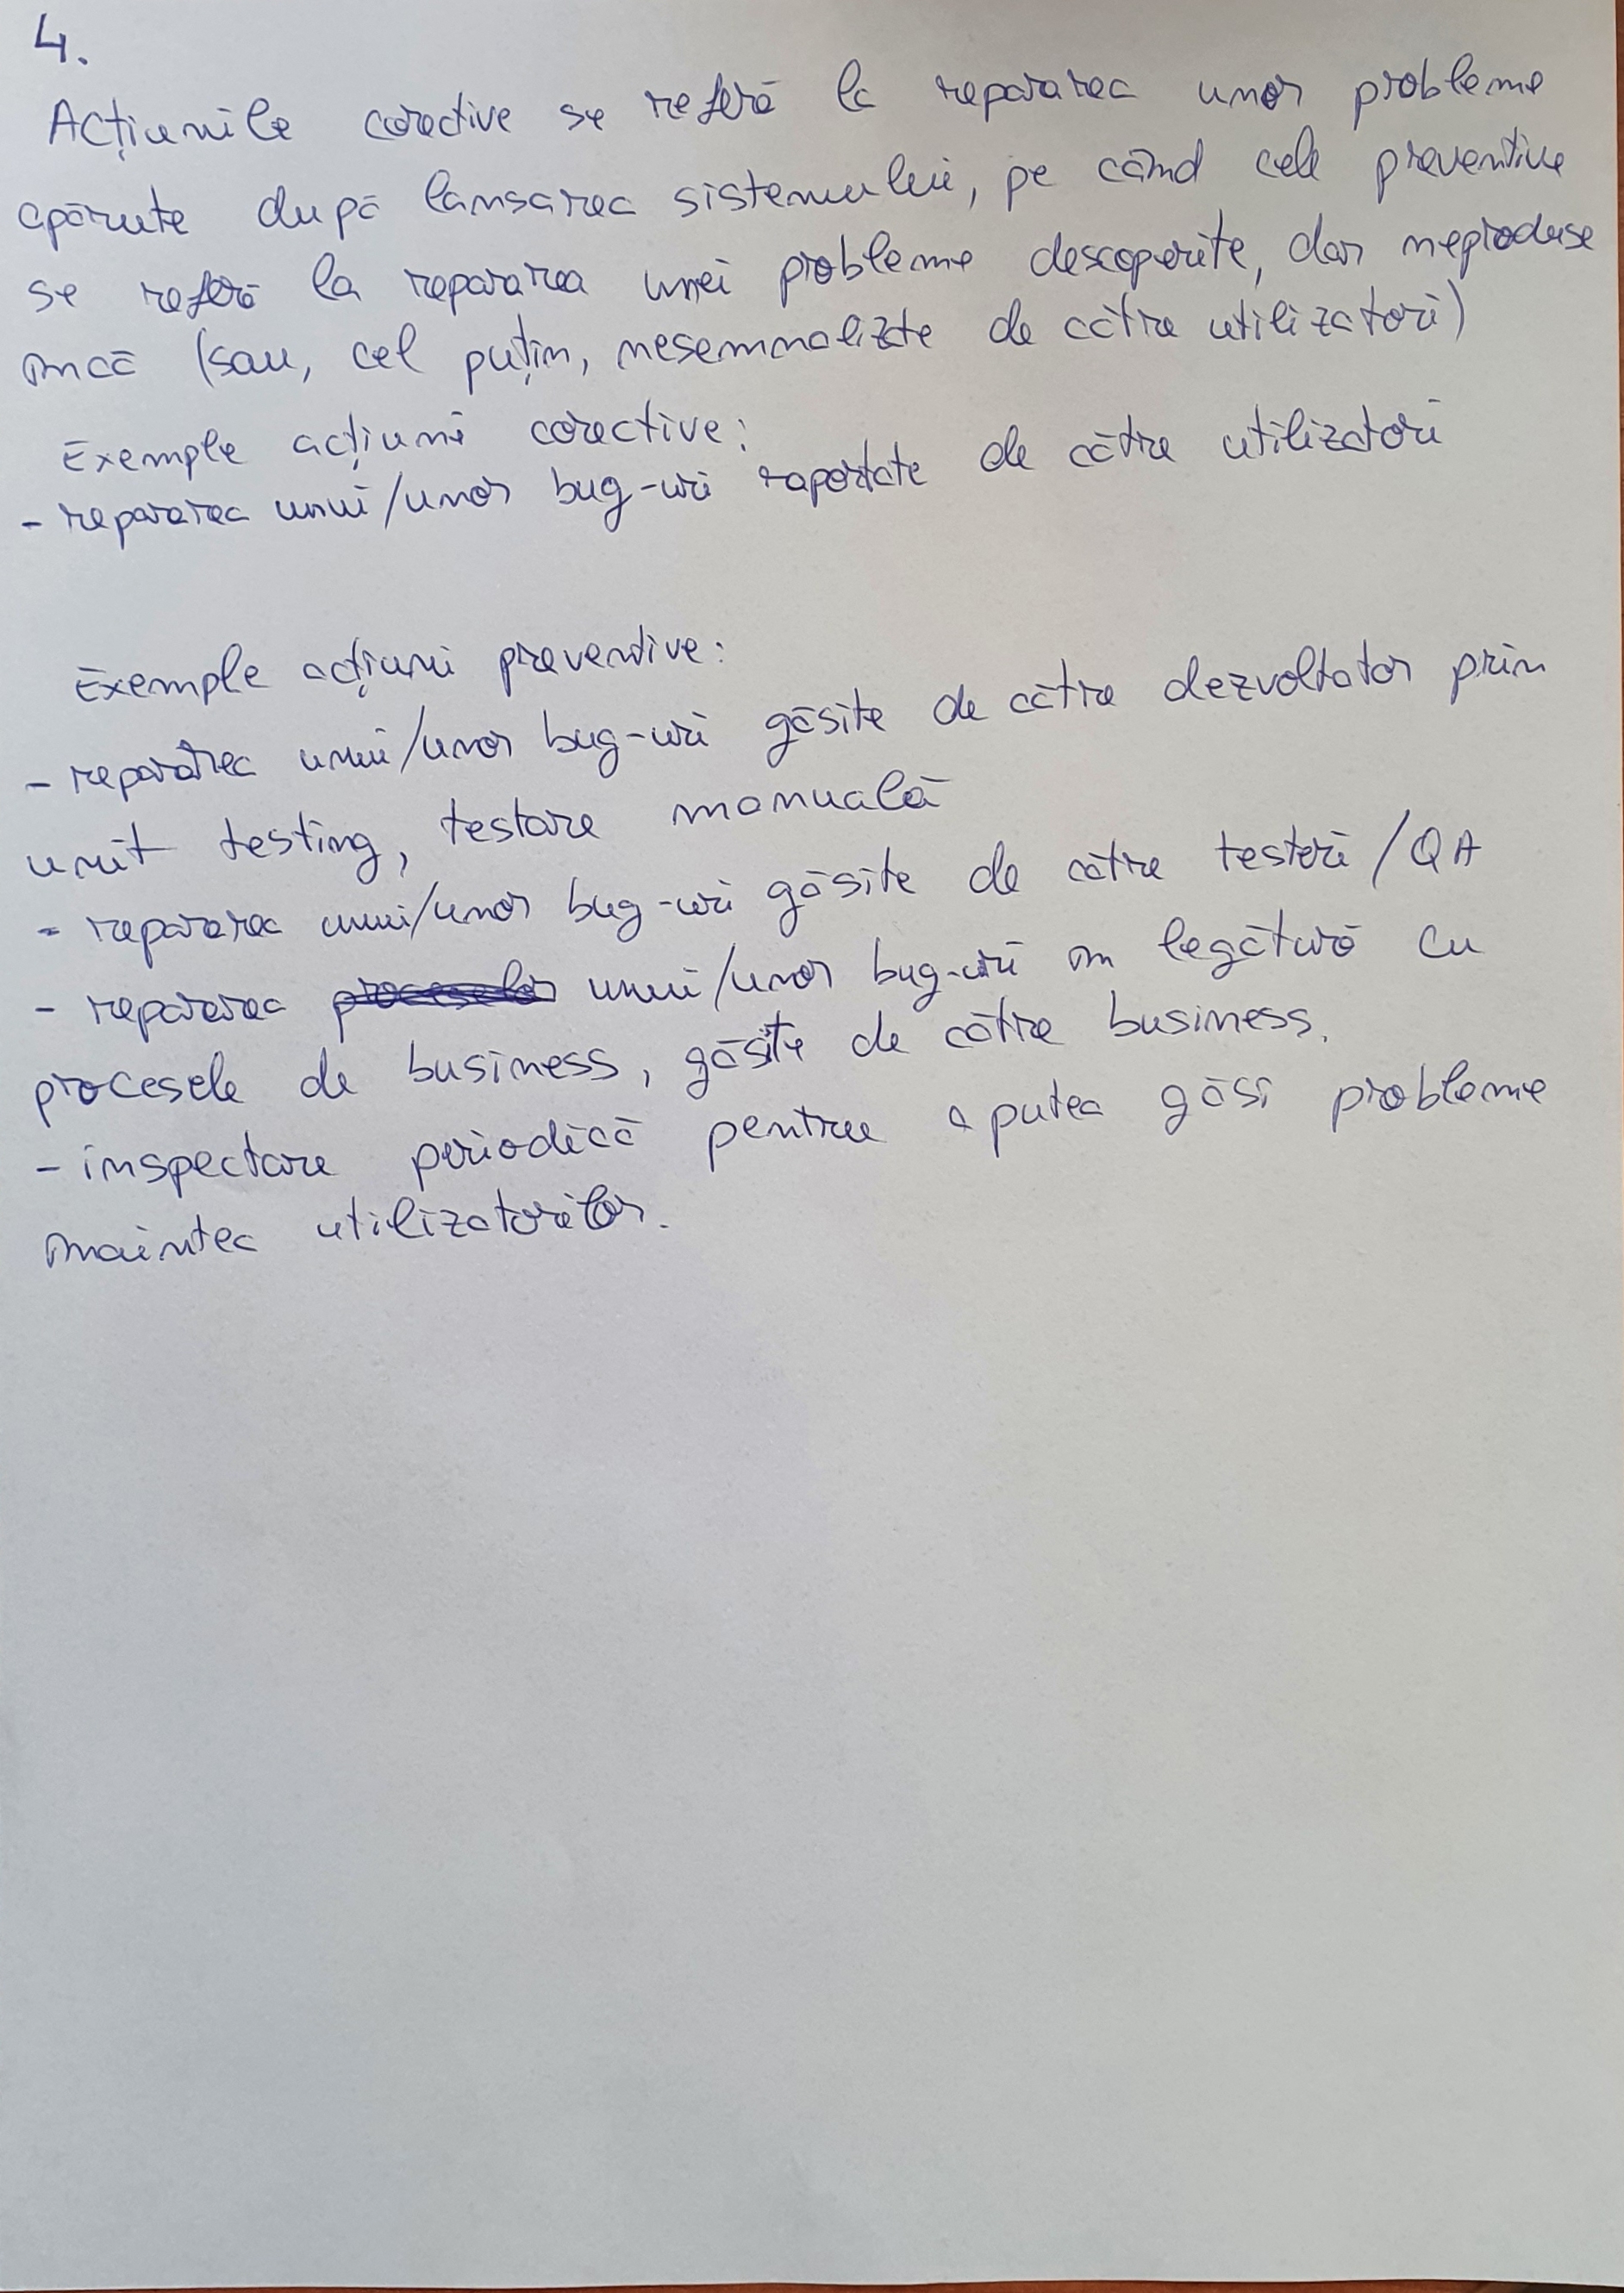 4.
Acțiunile corective se referă la repararea unor probleme
apărute după lansarea sistemului, pe când cele preventive
se referă la repararea unei probleme descoperite, dar neproduse
încă (sau, cel puțin, nesemnalizate de către utilizatori)
Exemple acțiuni corective:
- repararea unui/unor bug-uri raportate de către utilizatori
Exemple acțiuni preventive:
- repararea unui/unor bug-uri găsite de către dezvoltator prin
unit testing, testare manuală
- repararea unui/unor bug-uri găsite de către testeri/QA
- repararea unui/unor bug-uri în legătură cu
procesele de business, găsite de către business.
- inspectare periodică pentru a putea găsi probleme
înaintea utilizatorilor.